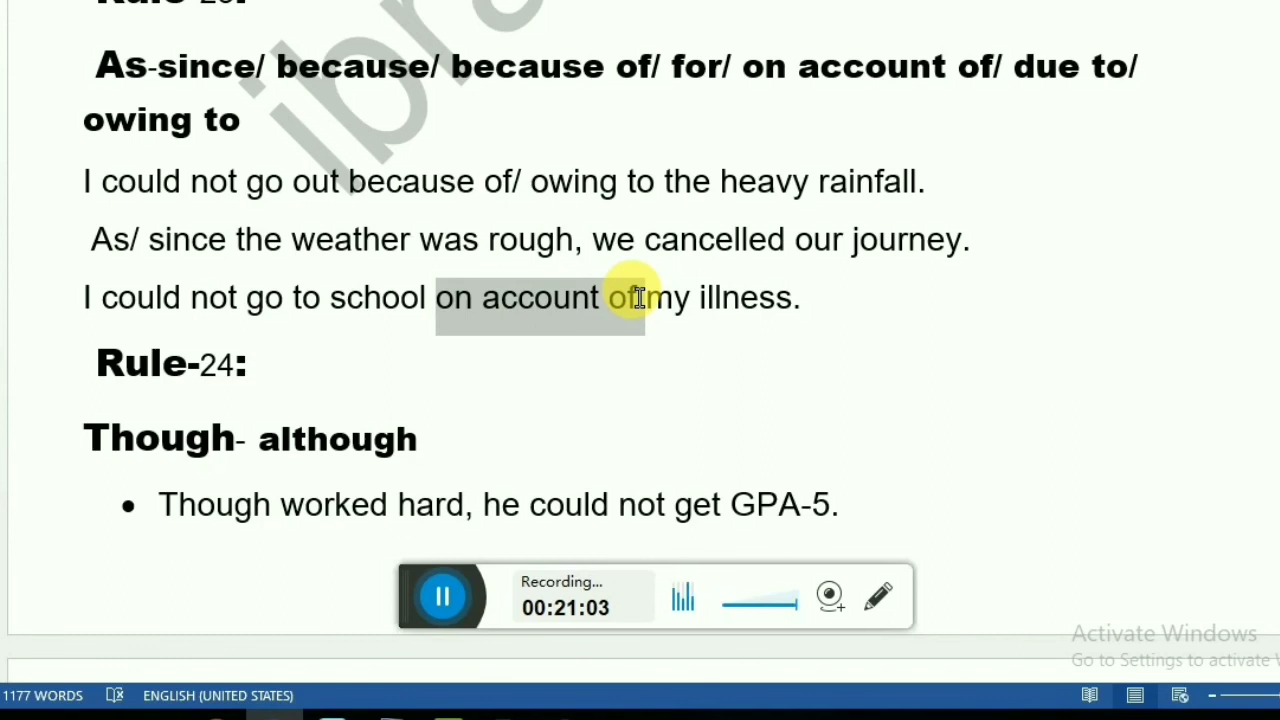 As-since/ because/ because of/ for/ on account of/ due to/
owing to
I could not go out because of/ owing to the heavy rainfall.
As/ since the weather was rough, we cancelled our journey.
I could not go to school on account of my illness.
Rule-24:
Though- although
• Though worked hard, he could not get GPA-5.
Recording...
00:21:03
Activate Windows
Go to Settings to activate
1177 WORDS ENGLISH (UNITED STATES)